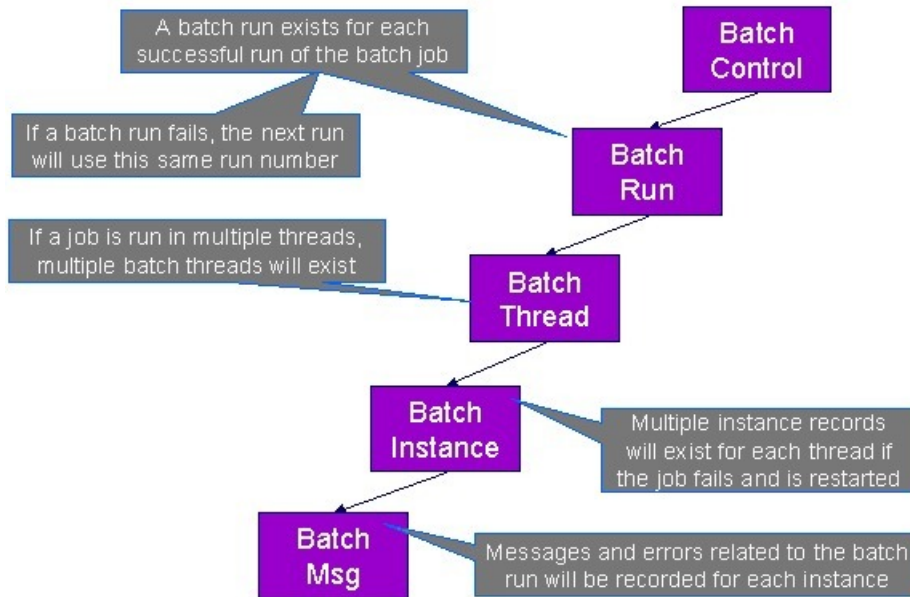 A batch run exists for each
successful run of the batch job
Batch
Control
If a batch run fails, the next run
will use this same run number
Batch
Run
If a job is run in multiple threads,
multiple batch threads will exist
Batch
Thread
Batch
Instance
Multiple instance records
will exist for each thread if
the job fails and is restarted
Batch
Msg
Messages and errors related to the batch
run will be recorded for each instance